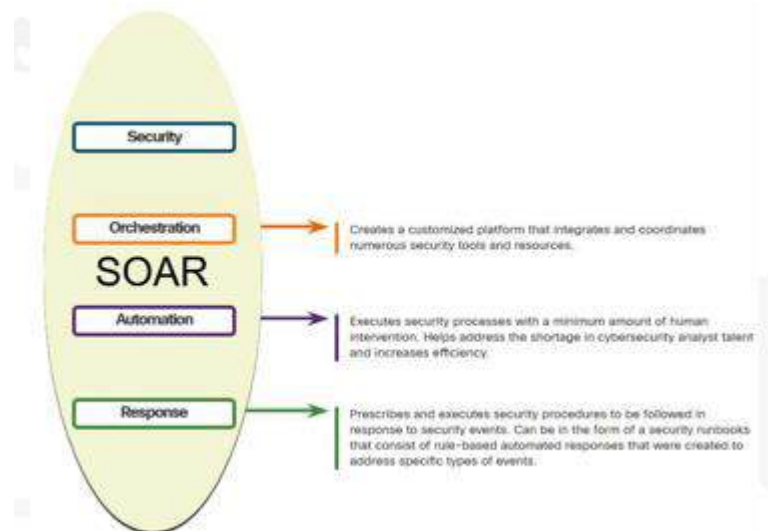 Security
Orchestration
Creates a customized platform that integrates and coordinates
numerous security tools and resources.
SOAR
Automation
Executes security processes with a minimum amount of human
intervention. Helps address the shortage in cybersecurity analyst talent
and increases efficiency.
Response
Prescribes and executes security procedures to be followed in
response to security events. Can be in the form of a security runbooks
that consist of rule-based automated responses that were created to
address specific types of events.